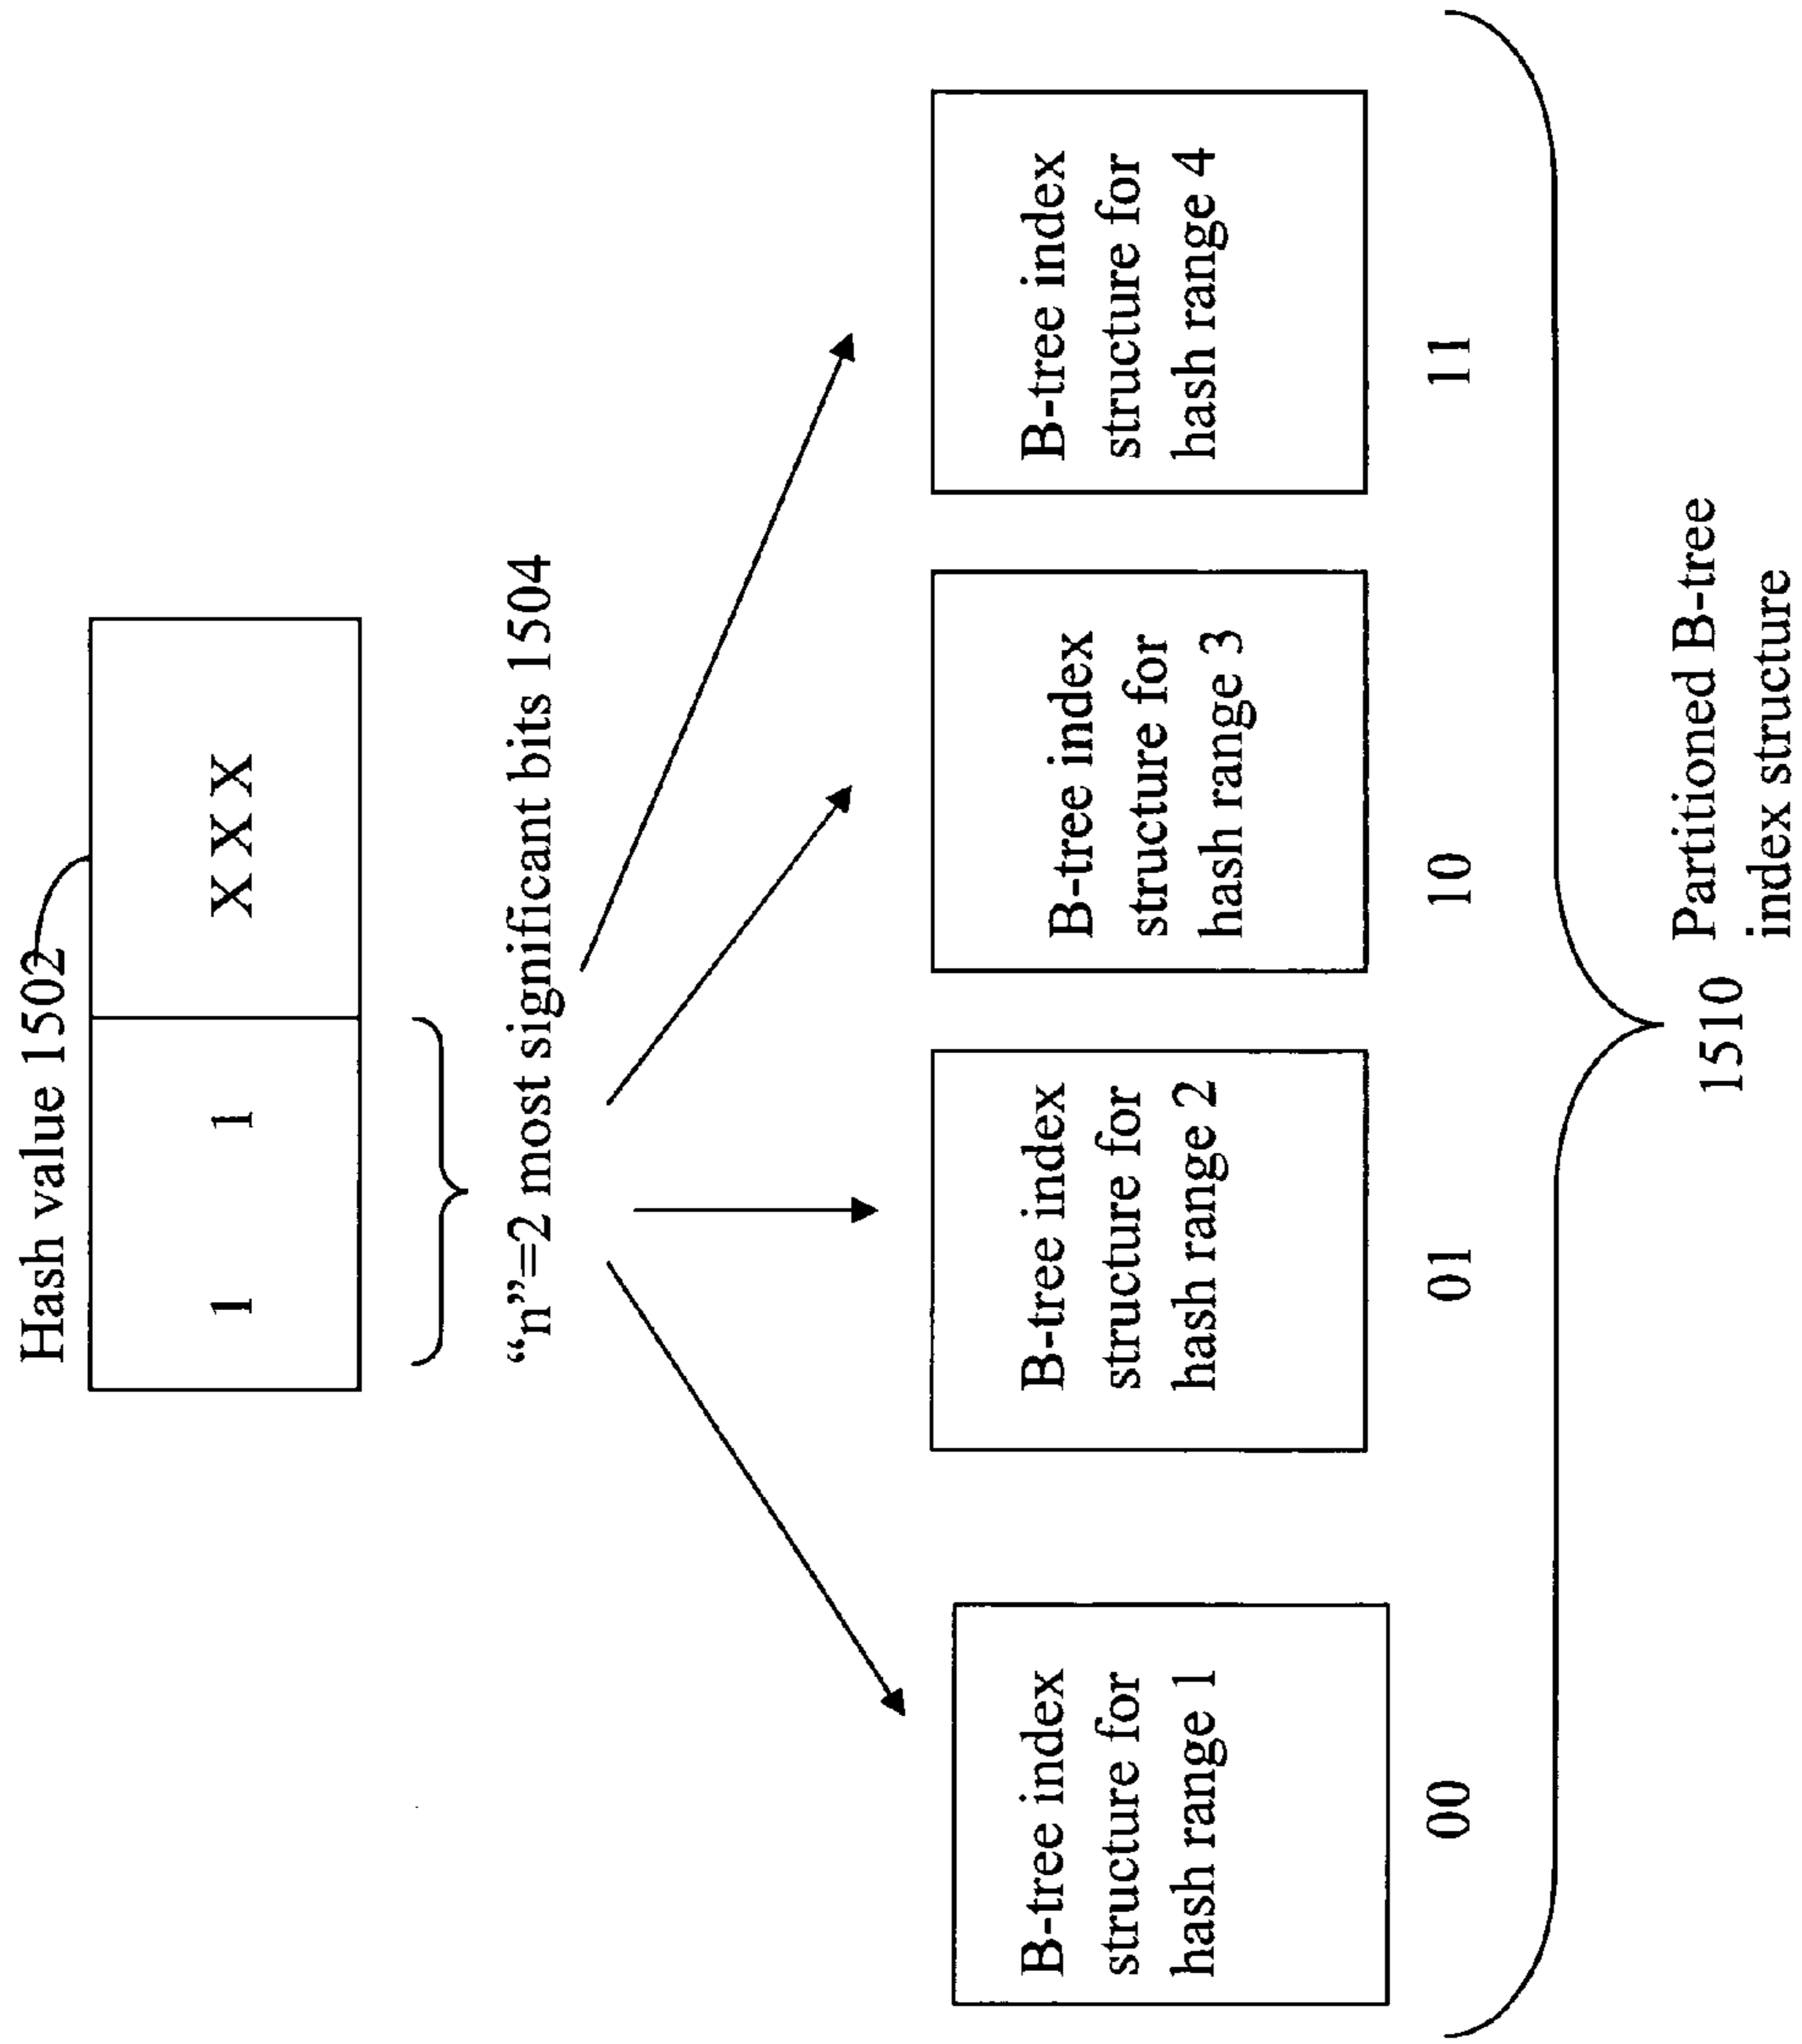 Hash value 1502
1 1 X X X
“n”=2 most significant bits 1504
B-tree index
structure for
hash range 1
B-tree index
structure for
hash range 2
B-tree index
structure for
hash range 3
B-tree index
structure for
hash range 4
00 01 10 11
1510 Partitioned B-tree
index structure